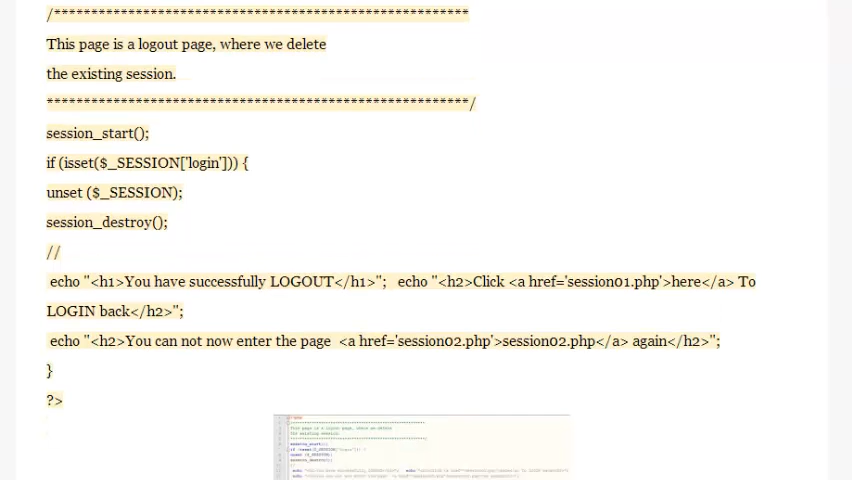 /********************************************************
This page is a logout page, where we delete
the existing session.
*********************************************************/
session_start();
if (isset($_SESSION['login'])) {
unset ($_SESSION);
session_destroy();
//
echo "<h1>You have successfully LOGOUT</h1>";   echo "<h2>Click <a href='session01.php'>here</a> To
LOGIN back</h2>";
echo "<h2>You can not now enter the page  <a href='session02.php'>session02.php</a> again</h2>";
}
?>